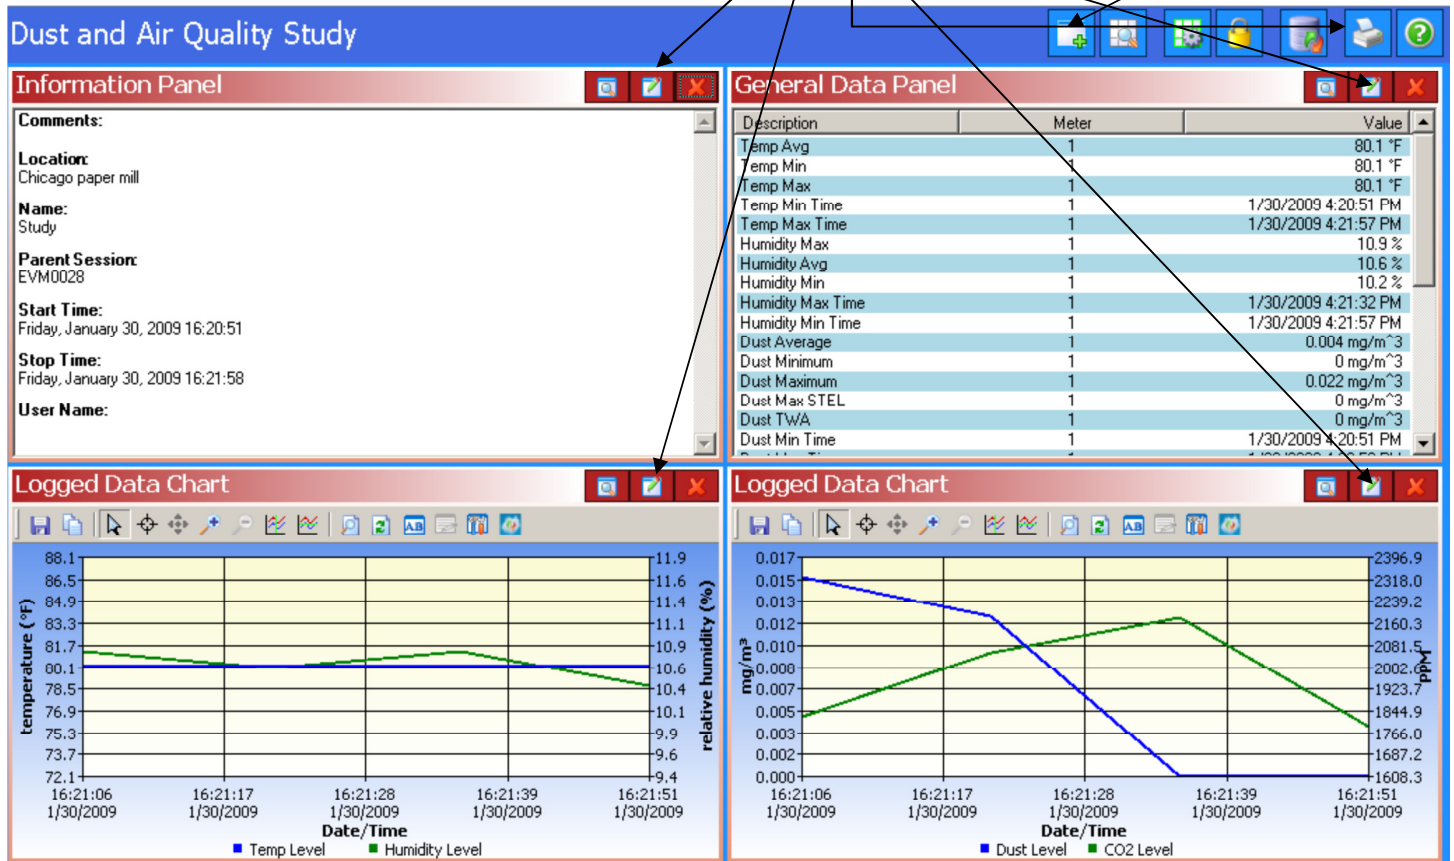 Dust and Air Quality Study
Information Panel
Comments:
Location:
Chicago paper mill
Name:
Study
Parent Session:
EVM0028
Start Time:
Friday, January 30, 2009 16:20:51
Stop Time:
Friday, January 30, 2009 16:21:58
User Name:
General Data Panel
Description Meter Value
Temp Avg 1 80.1 °F
Temp Min 1 80.1 °F
Temp Max 1 80.1 °F
Temp Min Time 1 1/30/2009 4:20:51 PM
Temp Max Time 1 1/30/2009 4:21:57 PM
Humidity Max 1 10.9 %
Humidity Avg 1 10.6 %
Humidity Min 1 10.2 %
Humidity Max Time 1 1/30/2009 4:21:32 PM
Humidity Min Time 1 1/30/2009 4:21:57 PM
Dust Average 1 0.004 mg/m^3
Dust Minimum 1 0 mg/m^3
Dust Maximum 1 0.022 mg/m^3
Dust Max STEL 1 0 mg/m^3
Dust TWA 1 0 mg/m^3
Dust Min Time 1 1/30/2009 4:20:51 PM
Logged Data Chart
AB
temperature (°F)
88.1
86.5
84.9
83.3
81.7
80.1
78.5
76.9
75.3
73.7
72.1
11.9
11.6
11.4
11.1
10.9
10.6
10.4
10.1
9.9
9.6
9.4
relative humidity (%)
16:21:06 16:21:17 16:21:28 16:21:39 16:21:51
1/30/2009 1/30/2009 1/30/2009 1/30/2009 1/30/2009
Date/Time
Temp Level Humidity Level
Logged Data Chart
AB
mg/m³
0.017
0.015
0.013
0.012
0.010
0.008
0.007
0.005
0.003
0.002
0.000
2396.9
2318.0
2239.2
2160.3
2081.5
2002.6
1923.7
1844.9
1766.0
1687.2
1608.3
PPM
16:21:06 16:21:17 16:21:28 16:21:39 16:21:51
1/30/2009 1/30/2009 1/30/2009 1/30/2009 1/30/2009
Date/Time
Dust Level CO2 Level